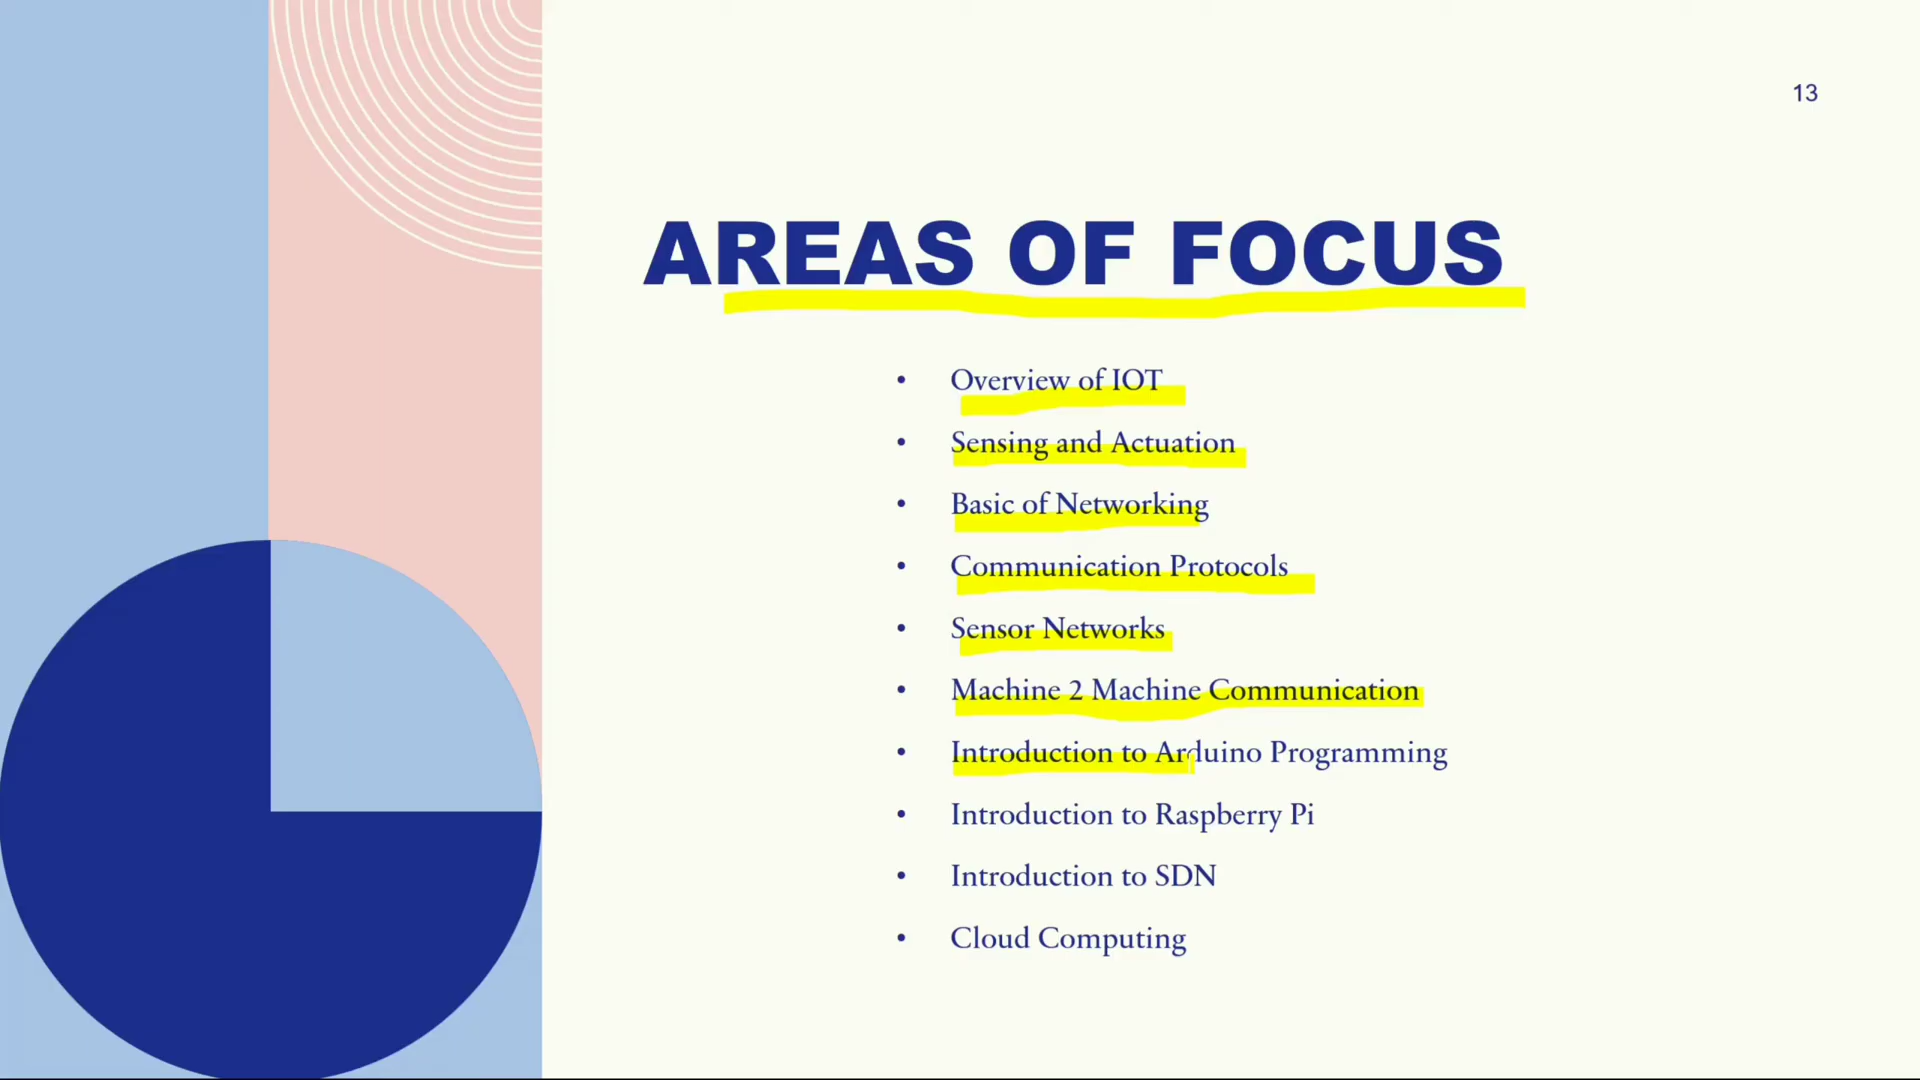 13
AREAS OF FOCUS
• Overview of IOT
• Sensing and Actuation
• Basic of Networking
• Communication Protocols
• Sensor Networks
• Machine 2 Machine Communication
• Introduction to Arduino Programming
• Introduction to Raspberry Pi
• Introduction to SDN
• Cloud Computing